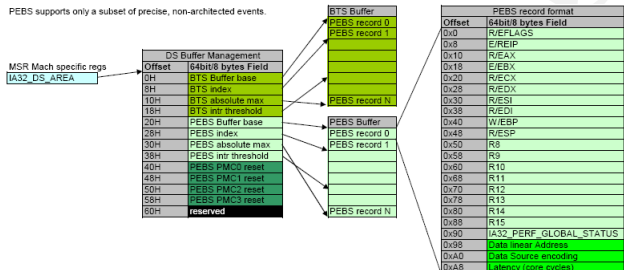 PEBS supports only a subset of precise, non-architected events.
MSR Mach specific regs
IA32_DS_AREA
DS Buffer Management
Offset 64bit/8 bytes Field
0H BTS Buffer base
8H BTS index
10H BTS absolute max
18H BTS intr threshold
20H PEBS Buffer base
28H PEBS index
30H PEBS absolute max
38H PEBS intr threshold
40H PEBS PMC0 reset
48H PEBS PMC1 reset
50H PEBS PMC2 reset
58H PEBS PMC3 reset
60H reserved
BTS Buffer
PEBS record 0
PEBS record 1
PEBS record N
PEBS Buffer
PEBS record 0
PEBS record 1
PEBS record N
PEBS record format
Offset 64bit/8 bytes Field
0x0 R/EFLAGS
0x8 E/REIP
0x10 R/EAX
0x18 E/EBX
0x20 R/ECX
0x28 R/EDX
0x30 R/ESI
0x38 R/EDI
0x40 W/EBP
0x48 R/ESP
0x50 R8
0x58 R9
0x60 R10
0x68 R11
0x70 R12
0x78 R13
0x80 R14
0x88 R15
0x90 IA32_PERF_GLOBAL_STATUS
0x98 Data linear Address
0xA0 Data Source encoding
0xA8 Latency (core cycles)